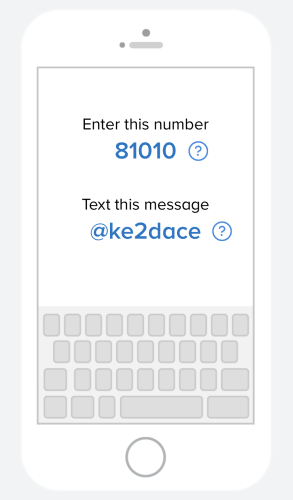 Enter this number
81010 ?
Text this message
@ke2dace ?